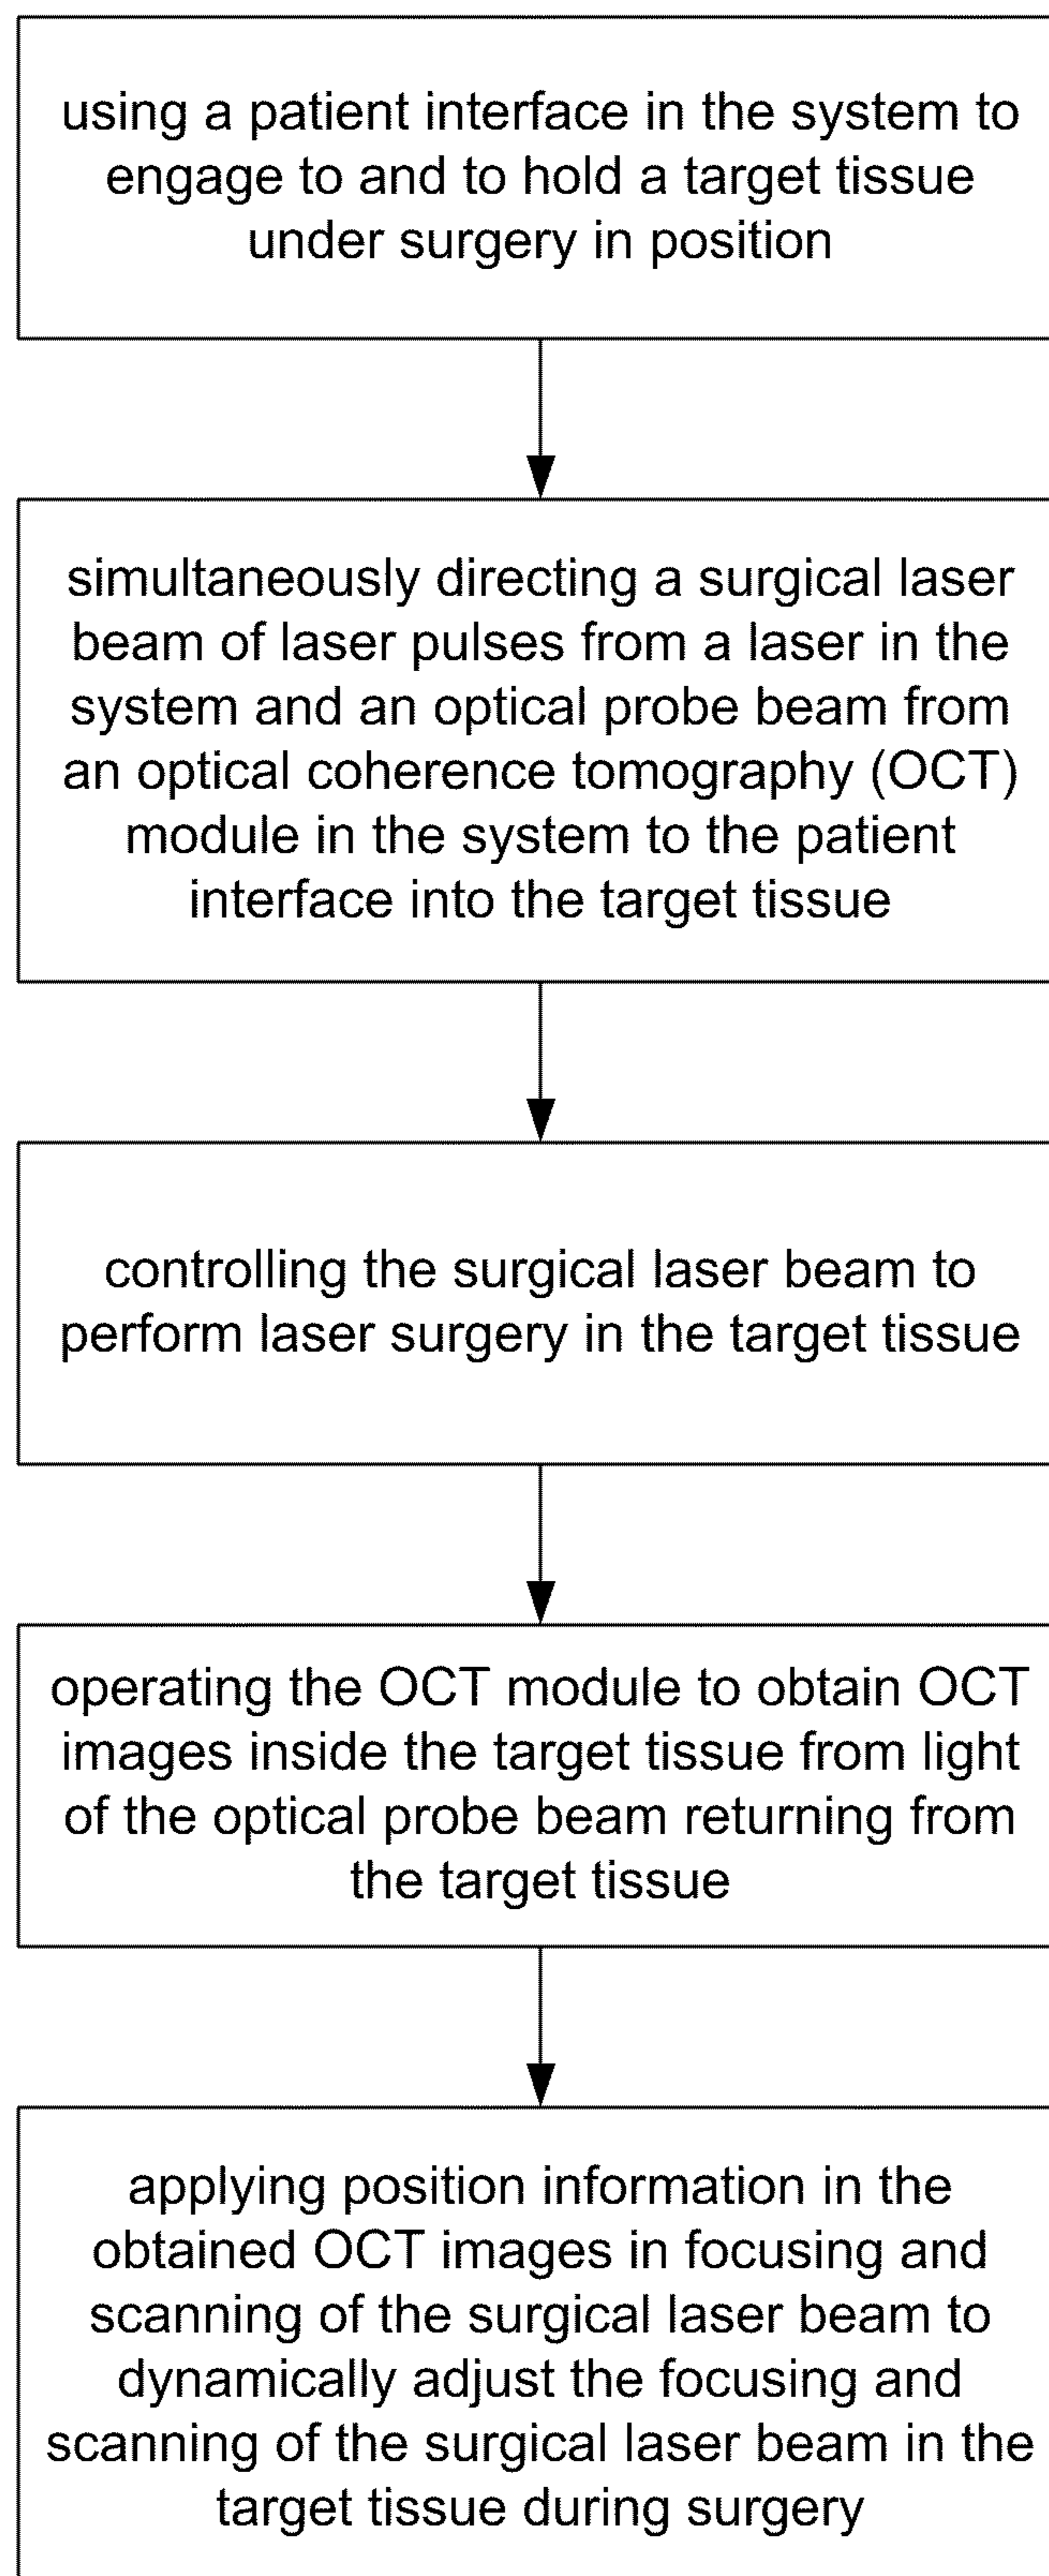 using a patient interface in the system to
engage to and to hold a target tissue
under surgery in position
simultaneously directing a surgical laser
beam of laser pulses from a laser in the
system and an optical probe beam from
an optical coherence tomography (OCT)
module in the system to the patient
interface into the target tissue
controlling the surgical laser beam to
perform laser surgery in the target tissue
operating the OCT module to obtain OCT
images inside the target tissue from light
of the optical probe beam returning from
the target tissue
applying position information in the
obtained OCT images in focusing and
scanning of the surgical laser beam to
dynamically adjust the focusing and
scanning of the surgical laser beam in the
target tissue during surgery